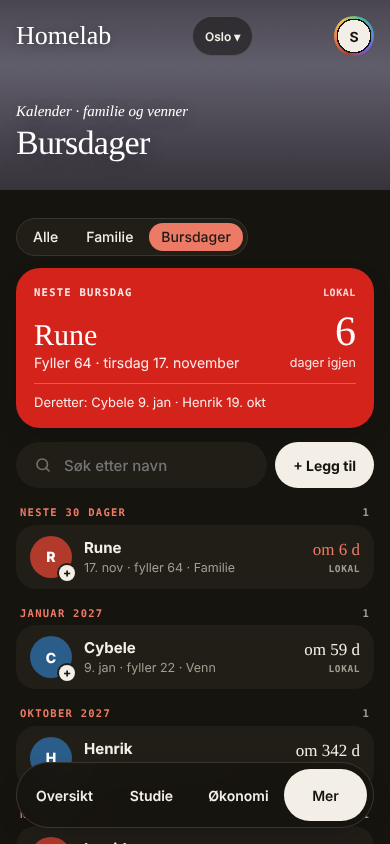 Homelab
Oslo ▾
S
Kalender · familie og venner
Bursdager
Alle
Familie
Bursdager
NESTE BURSDAG
LOKAL
Rune
6
Fyller 64 · tirsdag 17. november
dager igjen
Deretter: Cybele 9. jan · Henrik 19. okt
Søk etter navn
+ Legg til
NESTE 30 DAGER
1
R
+
Rune
om 6 d
17. nov · fyller 64 · Familie
LOKAL
JANUAR 2027
1
C
+
Cybele
om 59 d
9. jan · fyller 22 · Venn
LOKAL
OKTOBER 2027
1
H
Henrik
om 342 d
Oversikt
Studie
Økonomi
Mer